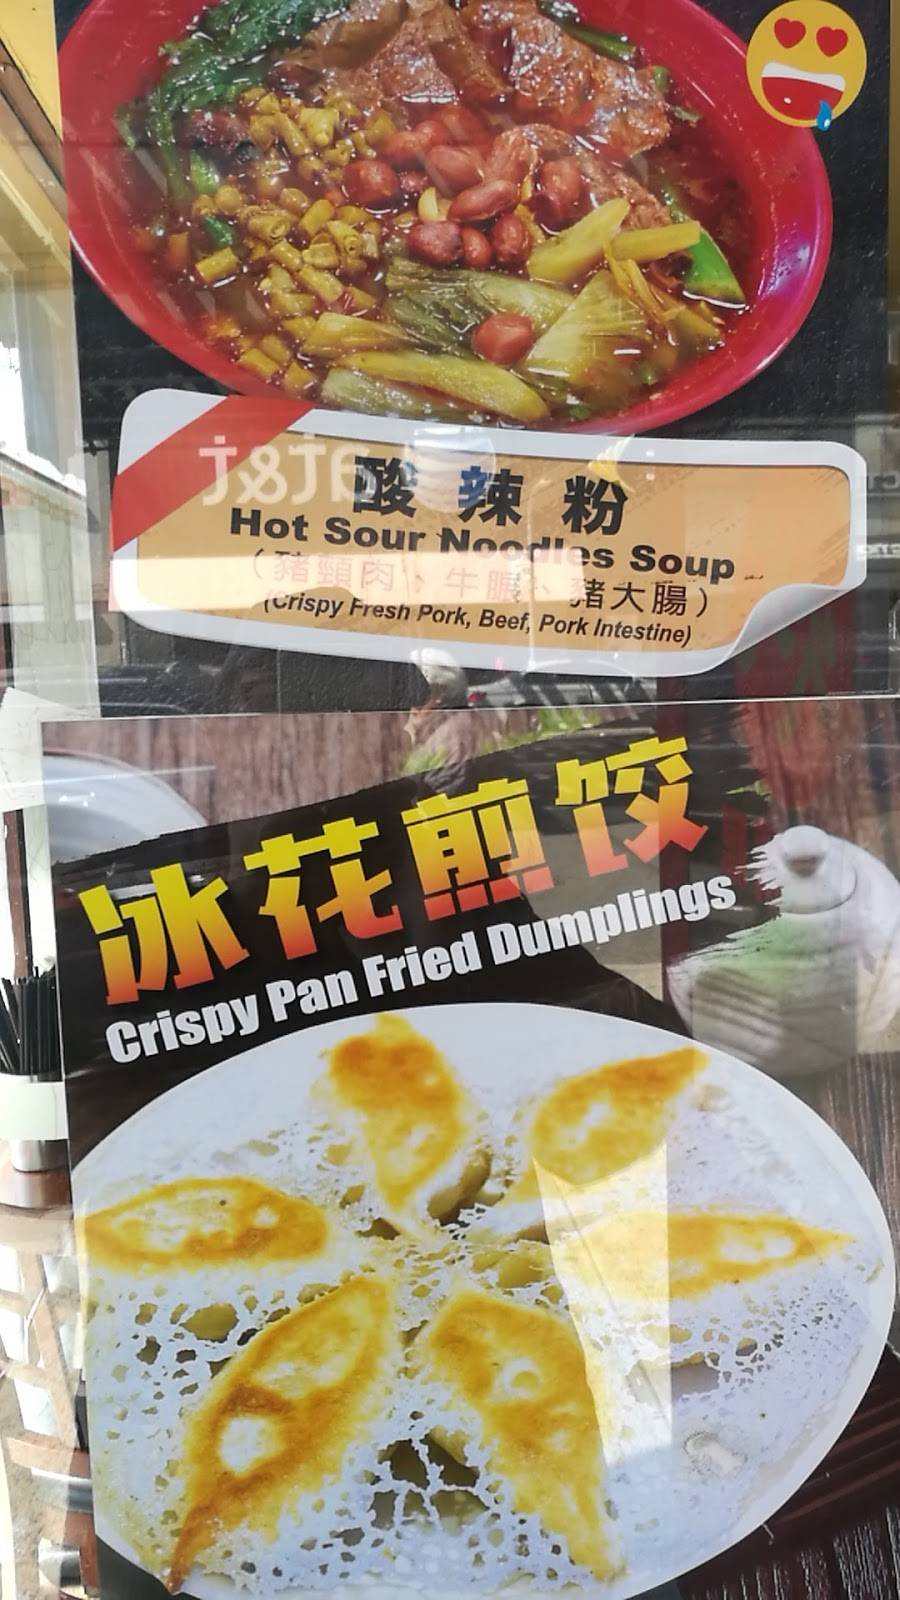 酸辣粉
Hot Sour Noodles Soup
(豬頸肉、牛腩、豬大腸)
(Crispy Fresh Pork, Beef, Pork Intestine)
冰花煎饺
Crispy Pan Fried Dumplings